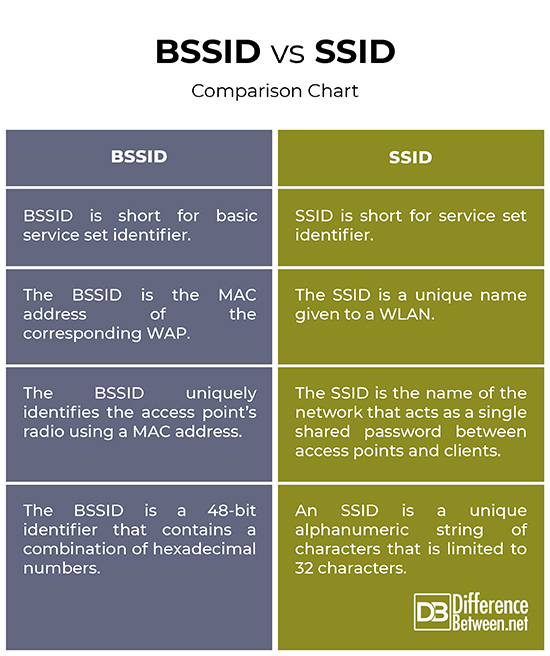 BSSID vs SSID
Comparison Chart
BSSID
SSID
BSSID is short for basic
service set identifier.
SSID is short for service set
identifier.
The BSSID is the MAC
address of the
corresponding WAP.
The SSID is a unique name
given to a WLAN.
The BSSID uniquely
identifies the access point's
radio using a MAC address.
The SSID is the name of the
network that acts as a single
shared password between
access points and clients.
The BSSID is a 48-bit
identifier that contains a
combination of hexadecimal
numbers.
An SSID is a unique
alphanumeric string of
characters that is limited to
32 characters.
DB Difference
Between.net